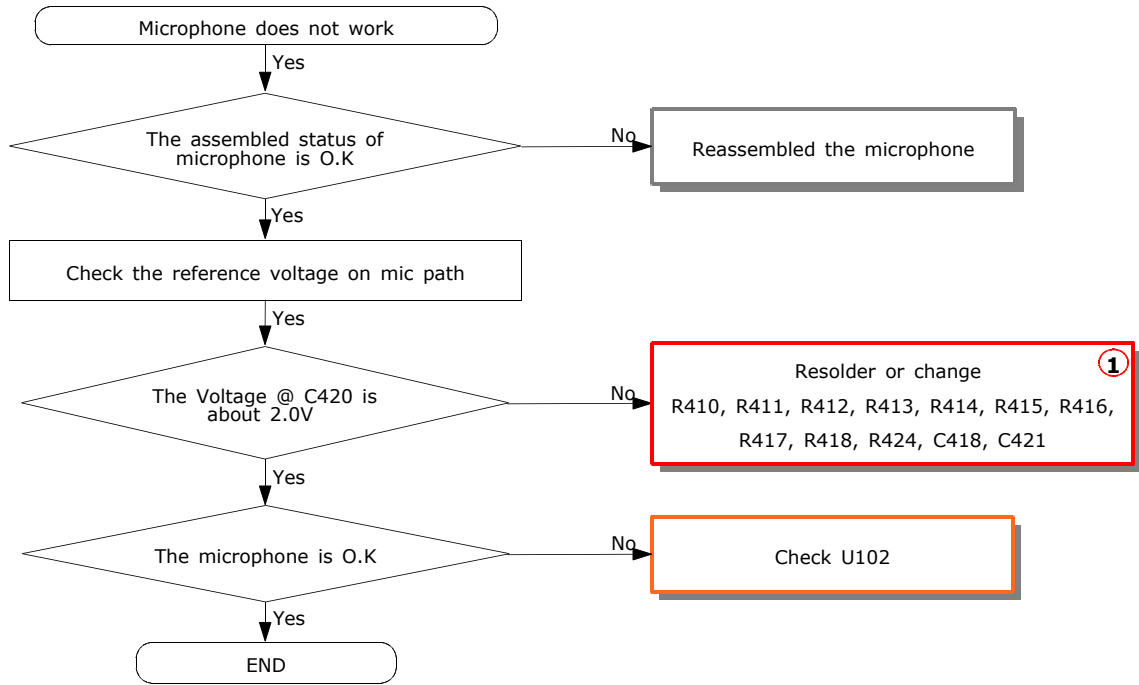 Microphone does not work
Yes
The assembled status of
microphone is O.K
No
Reassembled the microphone
Yes
Check the reference voltage on mic path
Yes
The Voltage @ C420 is
about 2.0V
No
1
Resolder or change
R410, R411, R412, R413, R414, R415, R416,
R417, R418, R424, C418, C421
Yes
The microphone is O.K
No
Check U102
Yes
END